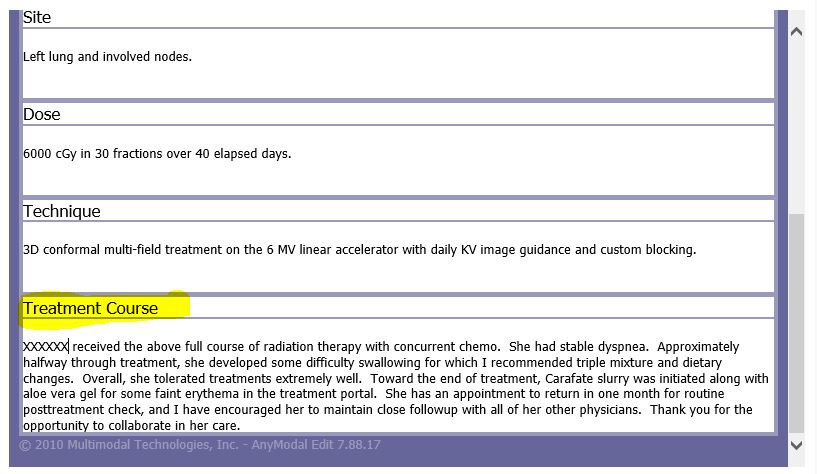 Site
Left lung and involved nodes.
Dose
6000 cGy in 30 fractions over 40 elapsed days.
Technique
3D conformal multi-field treatment on the 6 MV linear accelerator with daily KV image guidance and custom blocking.
Treatment Course
XXXXXX received the above full course of radiation therapy with concurrent chemo.  She had stable dyspnea.  Approximately
halfway through treatment, she developed some difficulty swallowing for which I recommended triple mixture and dietary
changes.  Overall, she tolerated treatments extremely well.  Toward the end of treatment, Carafate slurry was initiated along with
aloe vera gel for some faint erythema in the treatment portal.  She has an appointment to return in one month for routine
posttreatment check, and I have encouraged her to maintain close followup with all of her other physicians.  Thank you for the
opportunity to collaborate in her care.
© 2010 Multimodal Technologies, Inc. - AnyModal Edit 7.88.17